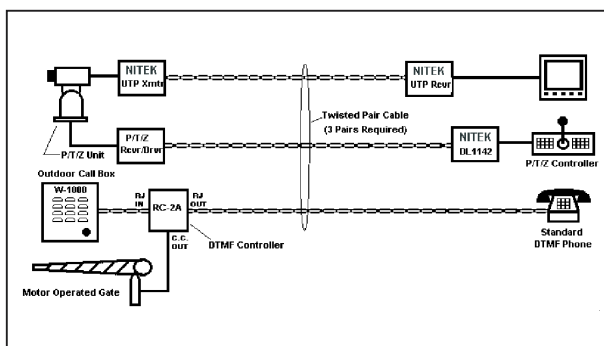 NITEK
UTP Xmtr
NITEK
UTP Rcvr
Twisted Pair Cable
(3 Pairs Required)
P/T/Z Unit
P/T/Z
Rcvr/Drvr
NITEK
DL1142
P/T/Z Controller
Outdoor Call Box
W-1000
RJ
IN
RC-2A
RJ
OUT
C.C.
OUT
DTMF Controller
Standard
DTMF Phone
Motor Operated Gate